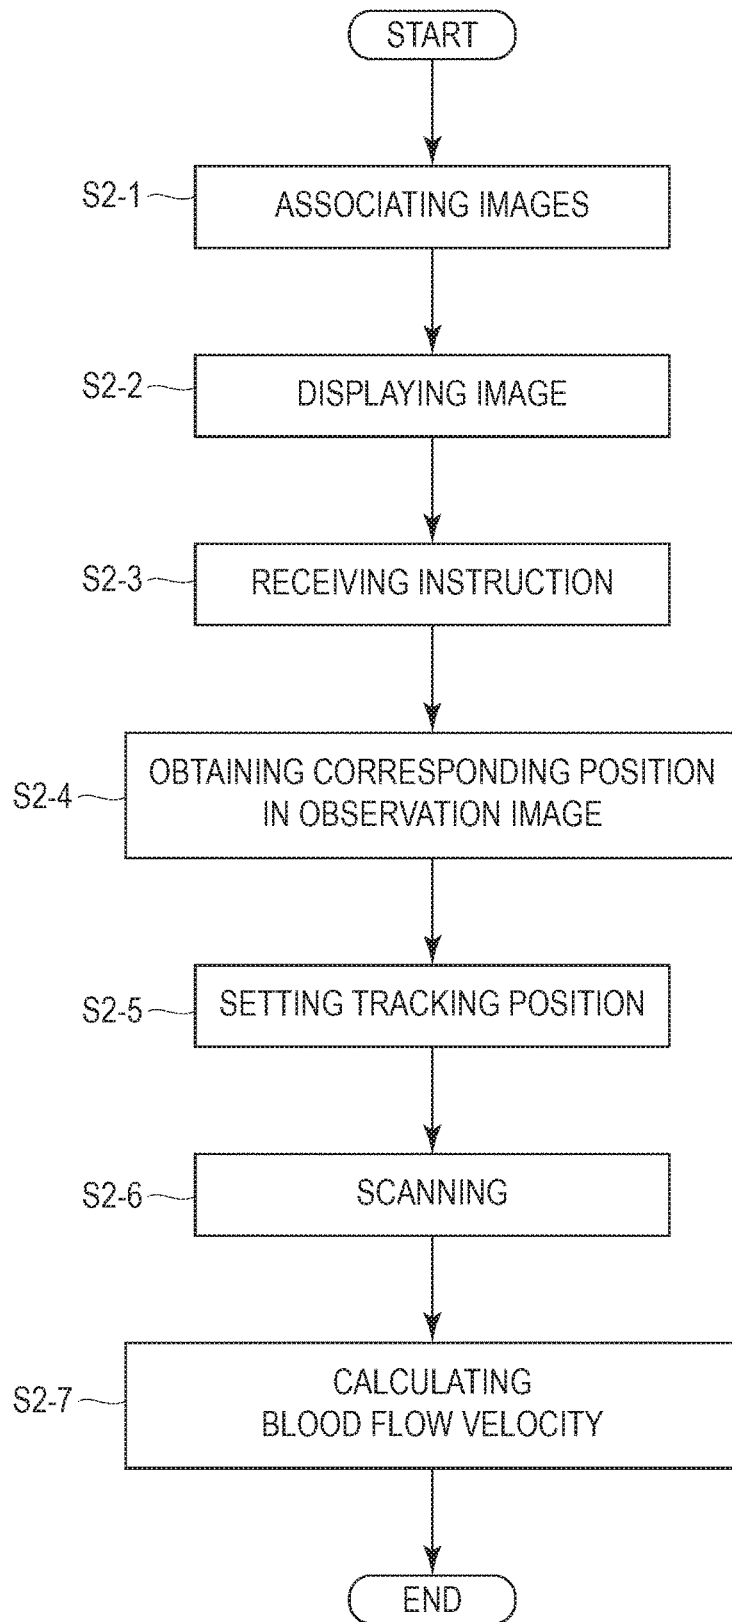 START
S2-1
ASSOCIATING IMAGES
S2-2
DISPLAYING IMAGE
S2-3
RECEIVING INSTRUCTION
S2-4
OBTAINING CORRESPONDING POSITION
IN OBSERVATION IMAGE
S2-5
SETTING TRACKING POSITION
S2-6
SCANNING
S2-7
CALCULATING
BLOOD FLOW VELOCITY
END